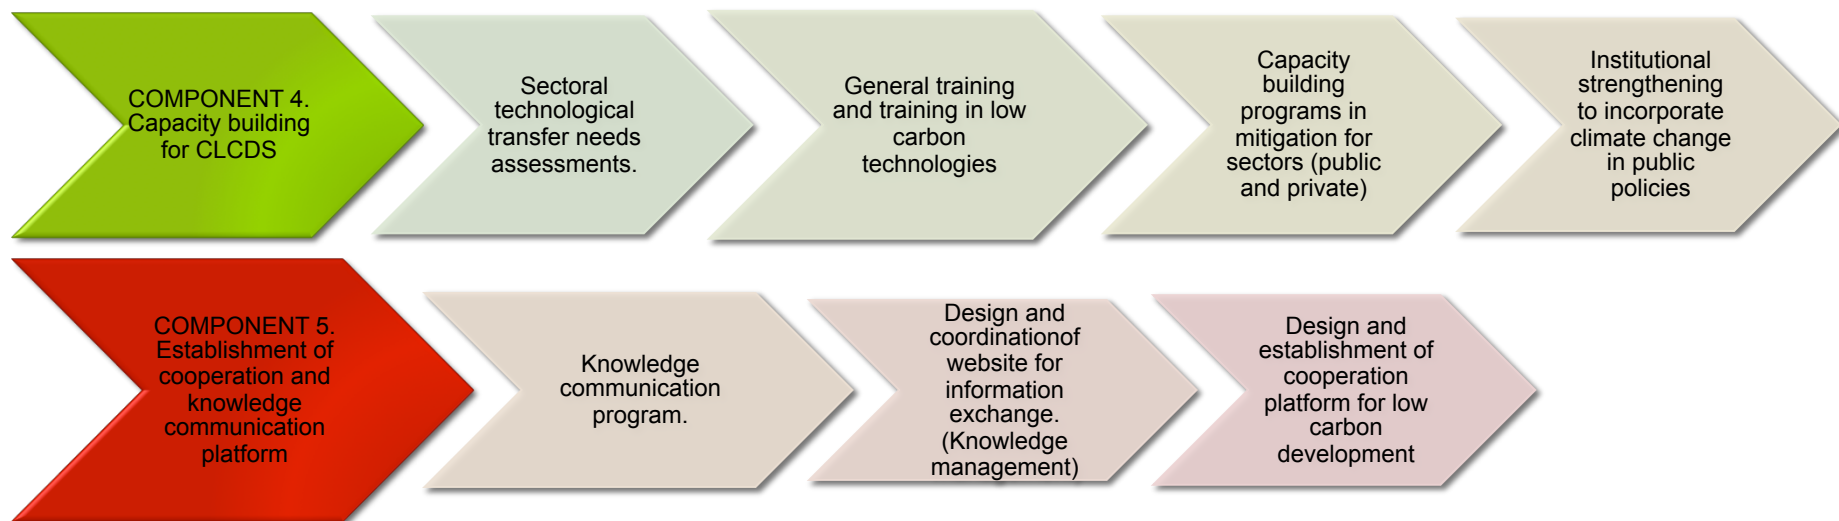 COMPONENT 4.
Capacity building
for CLCDS
Sectoral
technological
transfer needs
assessments.
General training
and training in low
carbon
technologies
Capacity
building
programs in
mitigation for
sectors (public
and private)
Institutional
strengthening
to incorporate
climate change
in public
policies
COMPONENT 5.
Establishment of
cooperation and
knowledge
communication
platform
Knowledge
communication
program.
Design and
coordinationof
website for
information
exchange.
(Knowledge
management)
Design and
establishment of
cooperation
platform for low
carbon
development